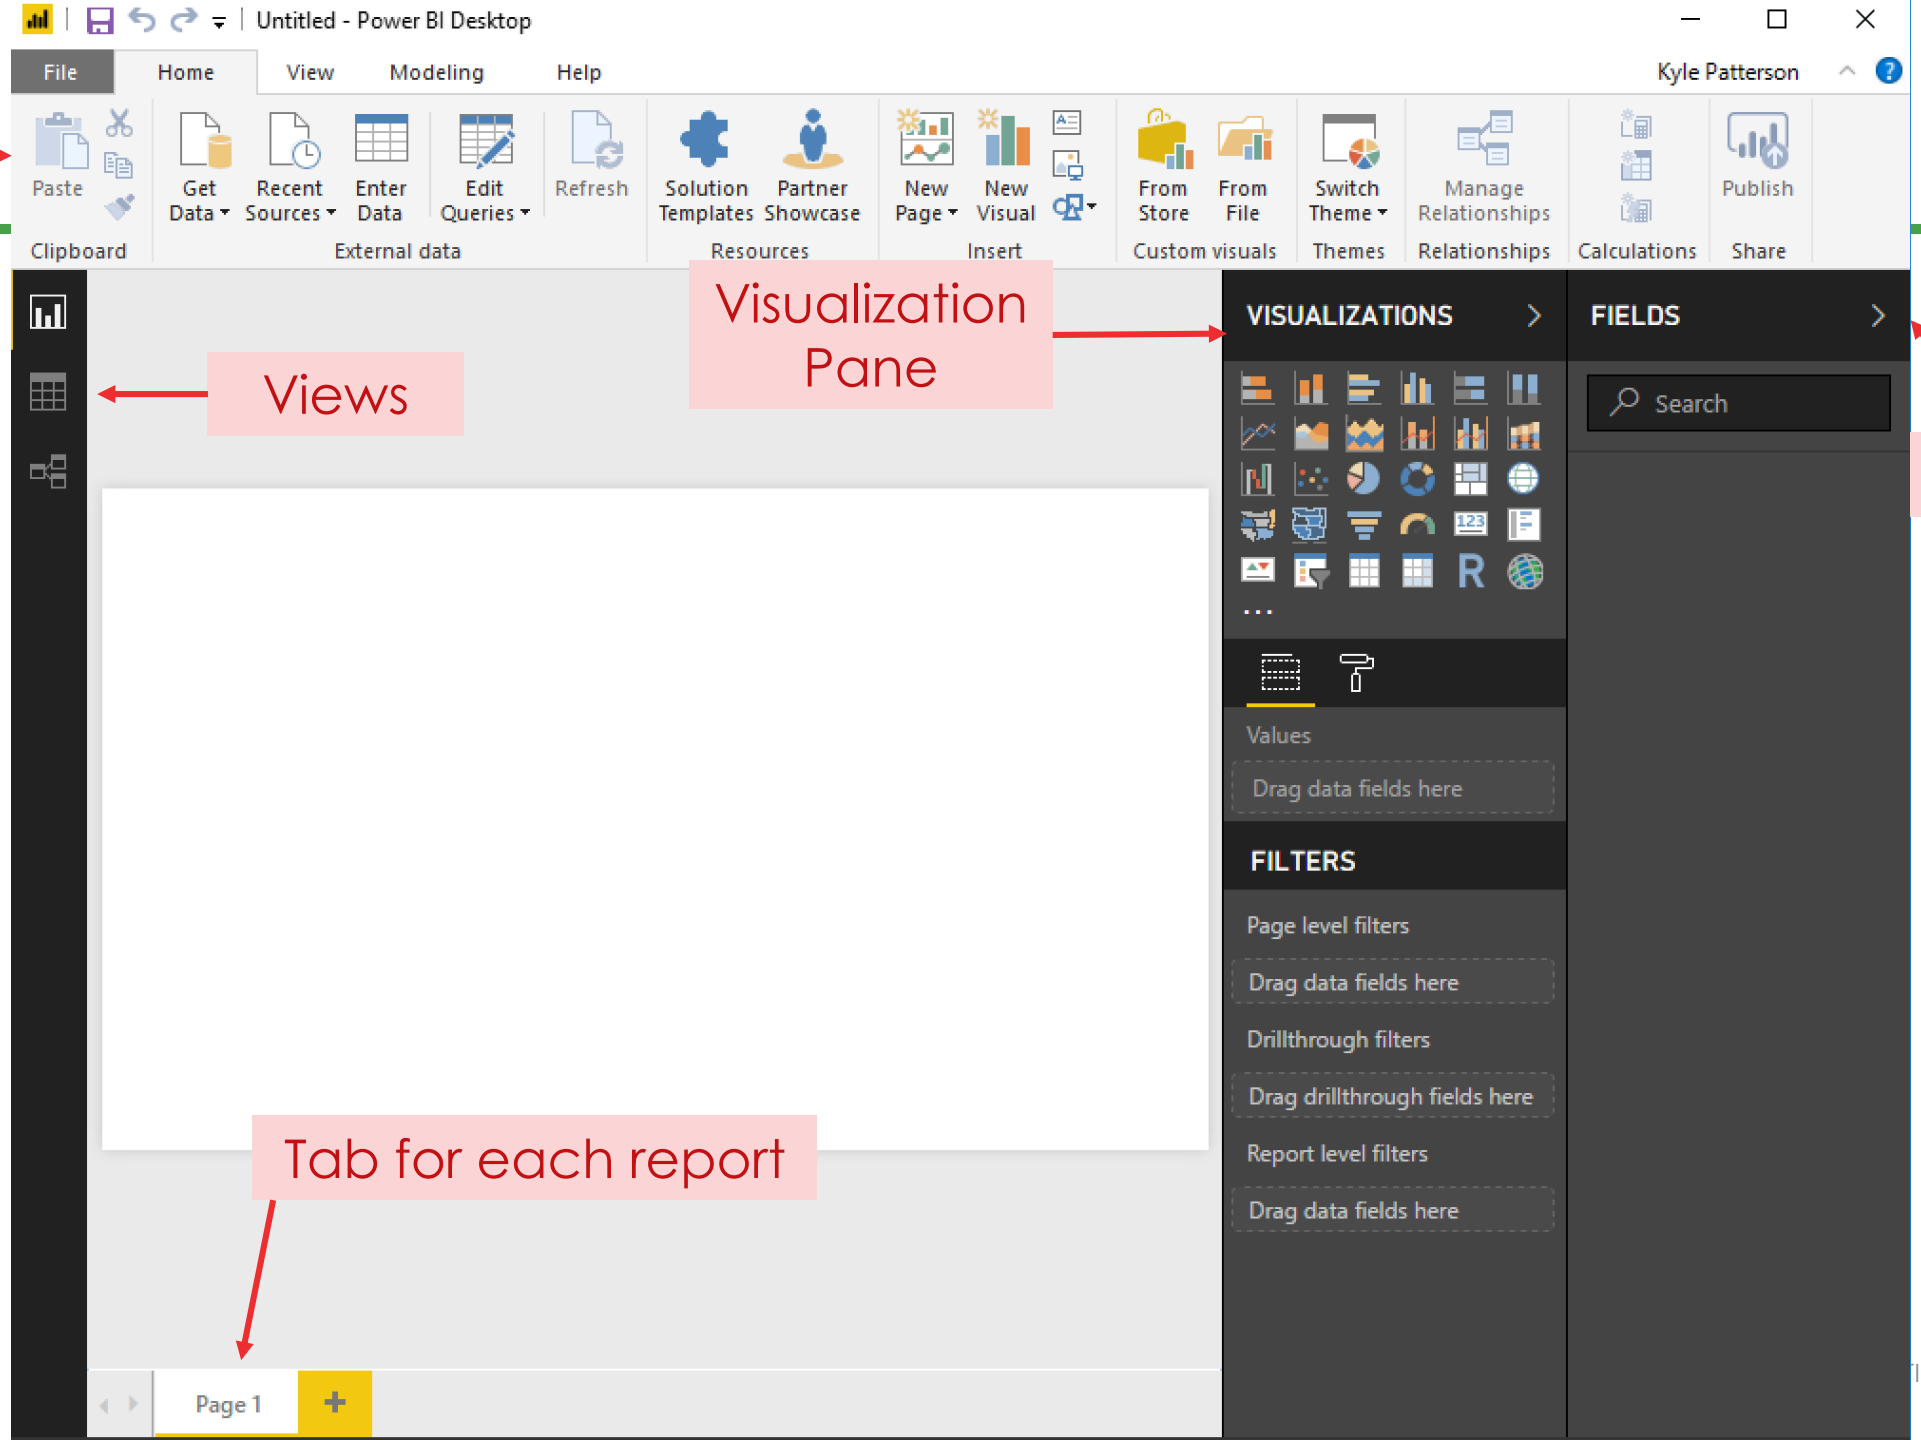 Untitled - Power BI Desktop
File Home View Modeling Help Kyle Patterson
Paste
Get Data
Recent Sources
Enter Data
Edit Queries
Refresh
Solution Templates
Partner Showcase
New Page
New Visual
From Store
From File
Switch Theme
Manage Relationships
Publish
Clipboard External data Resources Insert Custom visuals Themes Relationships Calculations Share
Visualization
Pane
Views
VISUALIZATIONS
FIELDS
Search
123
R
...
Values
Drag data fields here
FILTERS
Page level filters
Drag data fields here
Drillthrough filters
Drag drillthrough fields here
Report level filters
Drag data fields here
Tab for each report
Page 1
+